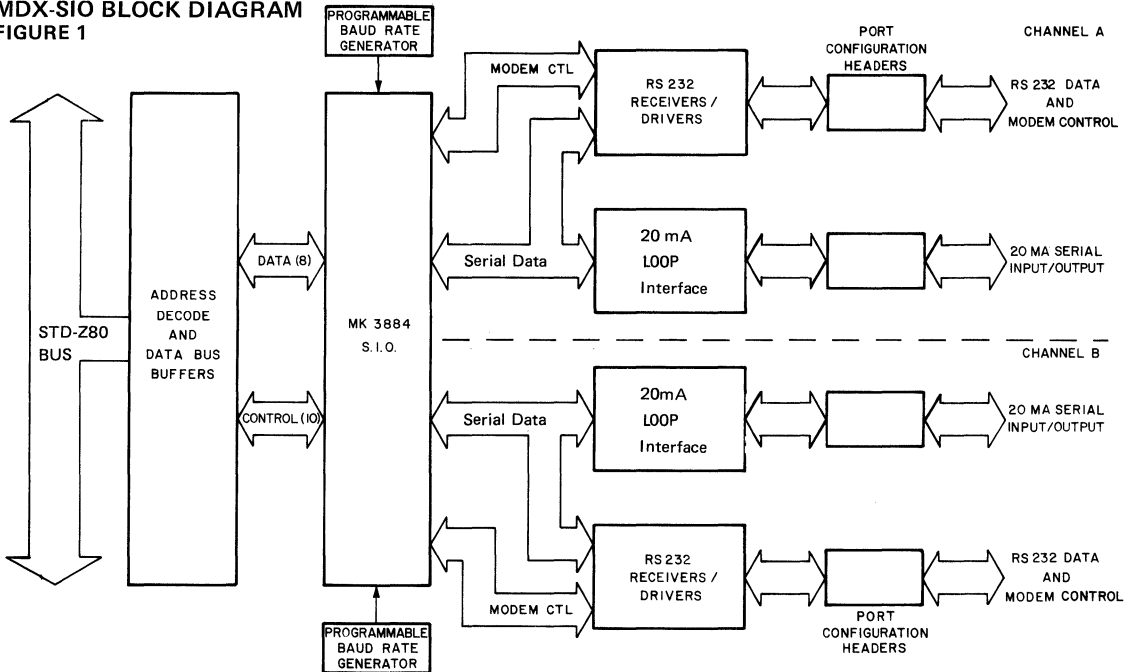 MDX-SIO BLOCK DIAGRAM
FIGURE 1
PROGRAMMABLE
BAUD RATE
GENERATOR
PORT
CONFIGURATION
HEADERS
CHANNEL A
MODEM CTL
RS 232
RECEIVERS /
DRIVERS
RS 232 DATA
AND
MODEM CONTROL
STD-Z80
BUS
ADDRESS
DECODE
AND
DATA BUS
BUFFERS
DATA (8)
CONTROL (10)
MK 3884
S.I.O.
Serial Data
20 mA
LOOP
Interface
20 MA SERIAL
INPUT/OUTPUT
CHANNEL B
Serial Data
20mA
LOOP
Interface
20 MA SERIAL
INPUT/OUTPUT
MODEM CTL
RS 232
RECEIVERS /
DRIVERS
RS 232 DATA
AND
MODEM CONTROL
PORT
CONFIGURATION
HEADERS
PROGRAMMABLE
BAUD RATE
GENERATOR